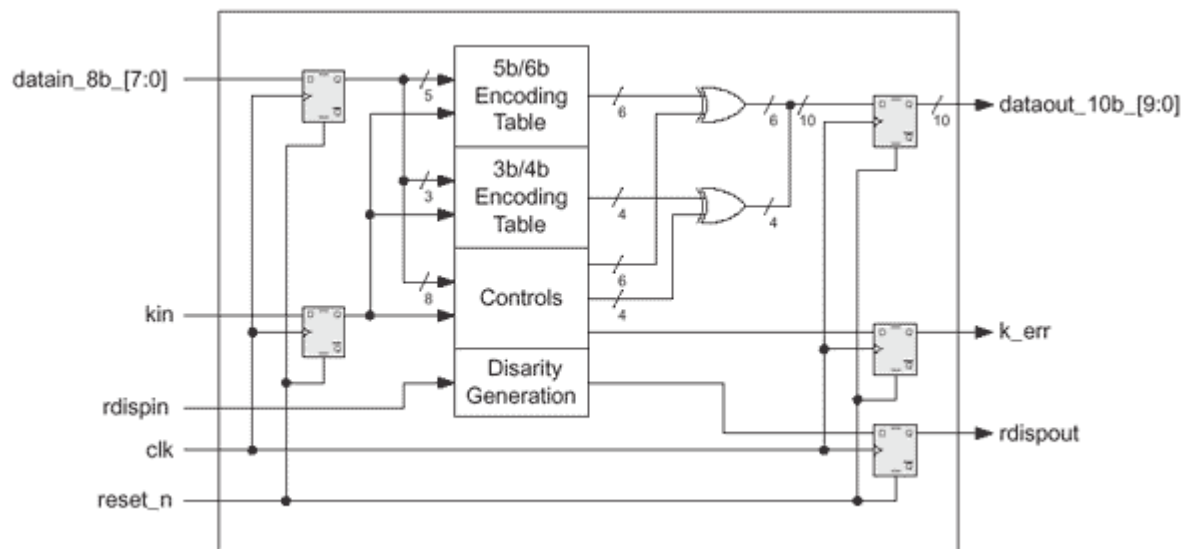 datain_8b_[7:0]
5
5b/6b
Encoding
Table
6
6
10
10
dataout_10b_[9:0]
3
3b/4b
Encoding
Table
4
4
8
Controls
6
4
kin
k_err
rdispin
Disarity
Generation
rdispout
clk
reset_n
D
Q
Q
D
Q
Q
D
Q
Q
D
Q
Q
D
Q
Q